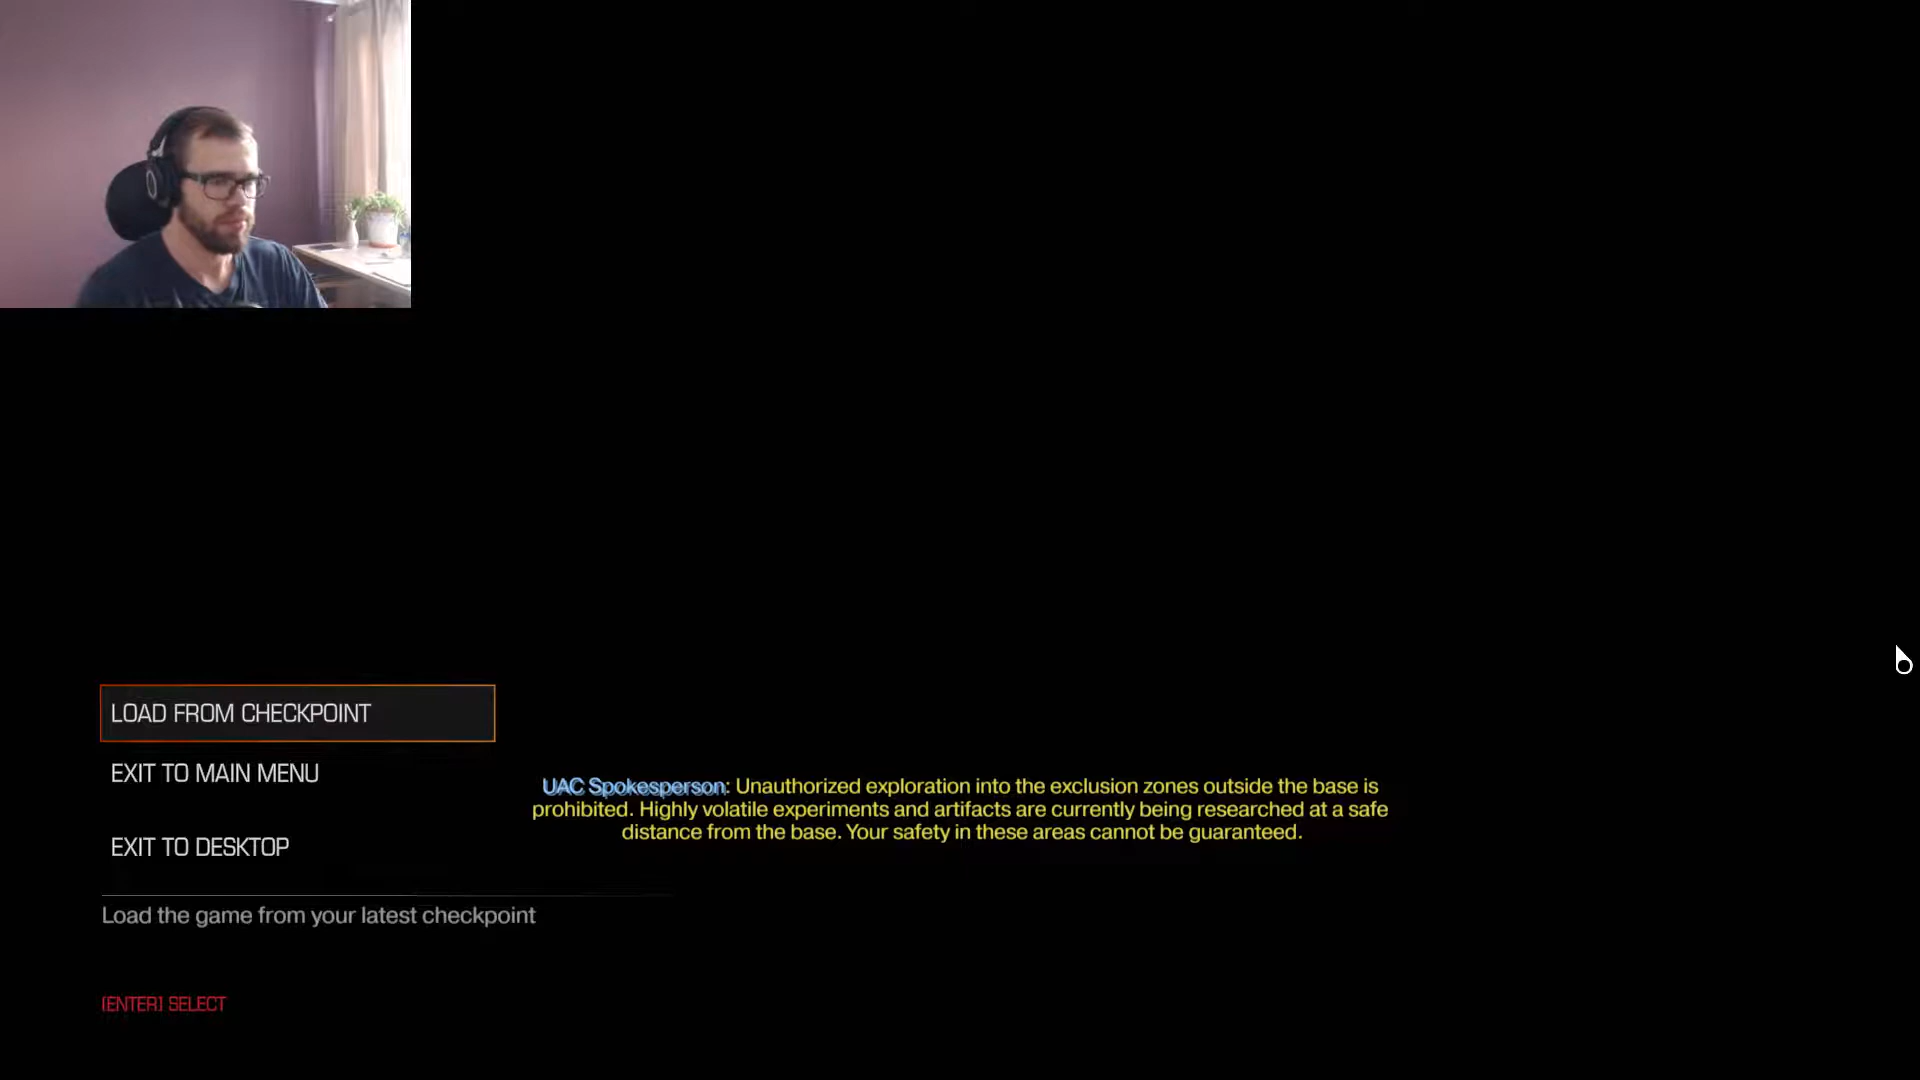 LOAD FROM CHECKPOINT
EXIT TO MAIN MENU
EXIT TO DESKTOP
UAC Spokesperson: Unauthorized exploration into the exclusion zones outside the base is
prohibited. Highly volatile experiments and artifacts are currently being researched at a safe
distance from the base. Your safety in these areas cannot be guaranteed.
Load the game from your latest checkpoint
[ENTER] SELECT